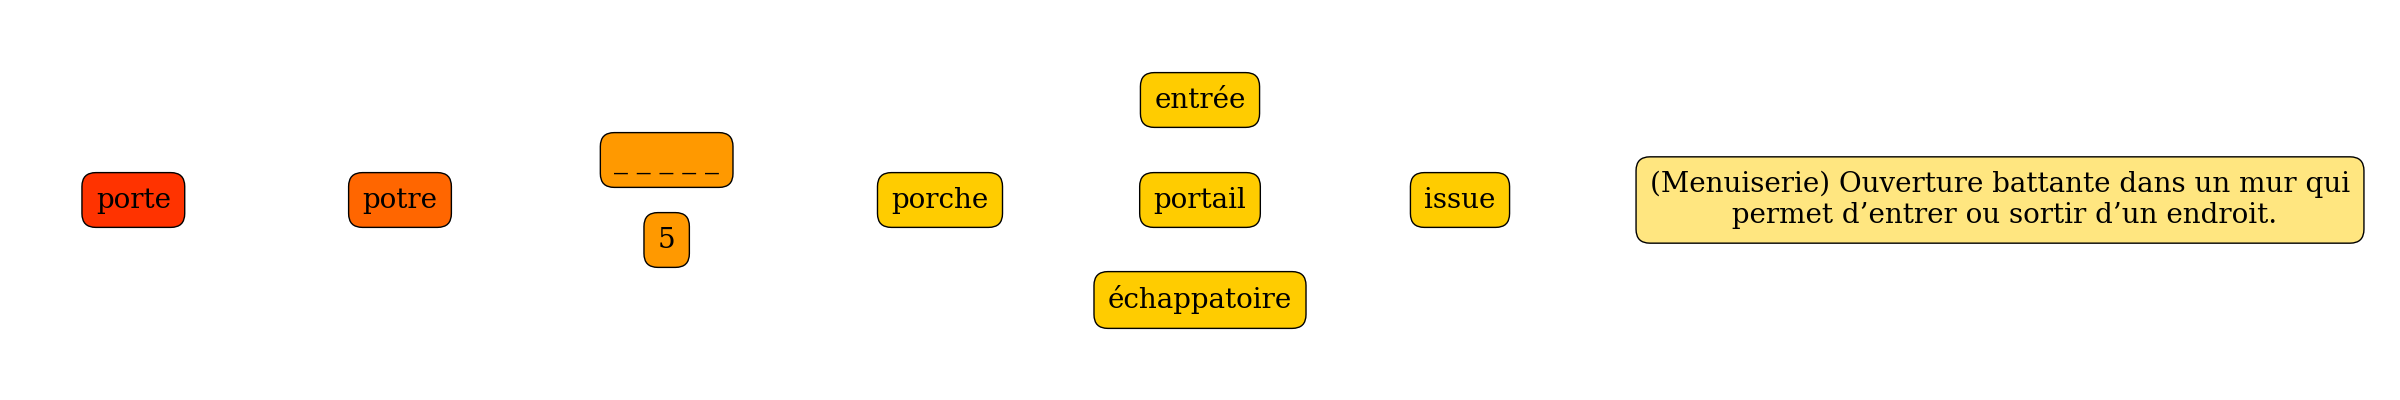 porte
potre
_ _ _ _ _
5
porche
entrée
portail
échappatoire
issue
(Menuiserie) Ouverture battante dans un mur qui
permet d’entrer ou sortir d’un endroit.